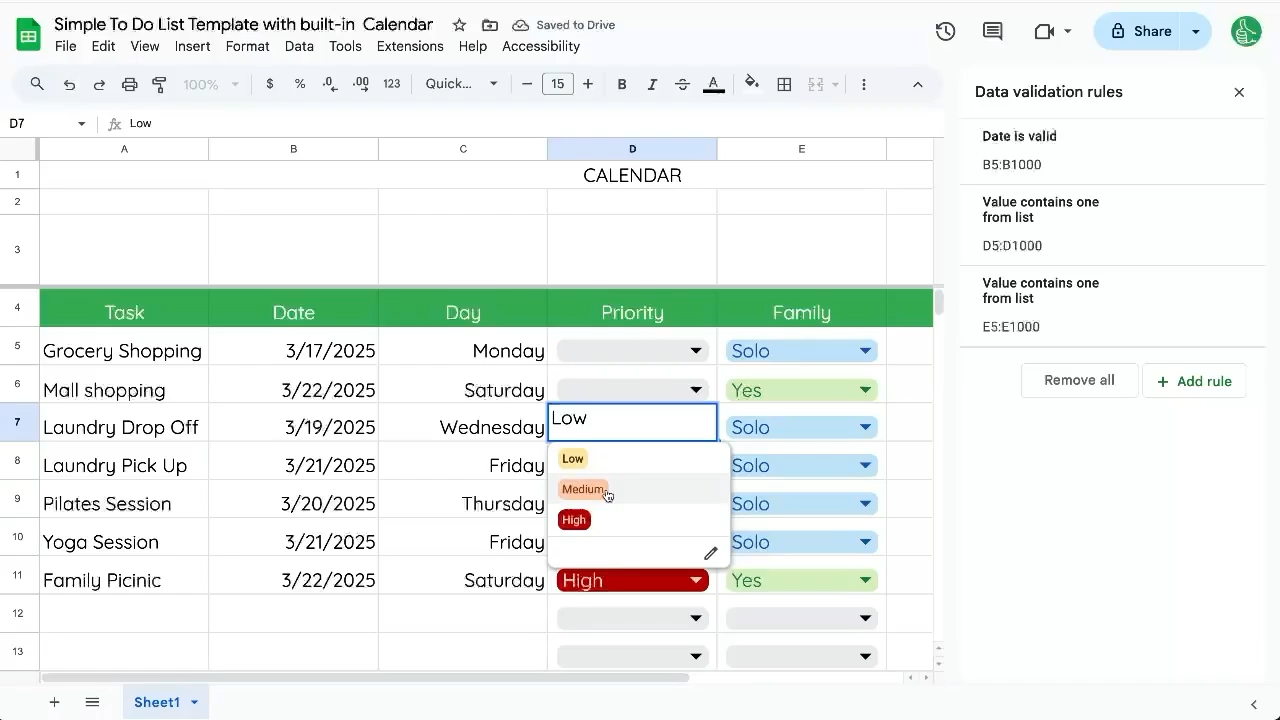 Simple To Do List Template with built-in Calendar
Saved to Drive
File Edit View Insert Format Data Tools Extensions Help Accessibility
Share
100% $ % .0 .00 123 Quick... 15 B I S A
D7 fx Low
A B C D E
1 CALENDAR
2
3
4 Task Date Day Priority Family
5 Grocery Shopping 3/17/2025 Monday Solo
6 Mall shopping 3/22/2025 Saturday Yes
7 Laundry Drop Off 3/19/2025 Wednesday Low Solo
8 Laundry Pick Up 3/21/2025 Friday Low Solo
9 Pilates Session 3/20/2025 Thursday Medium Solo
10 Yoga Session 3/21/2025 Friday High Solo
11 Family Picinic 3/22/2025 Saturday High Yes
12
13
Sheet1
Data validation rules
Date is valid
B5:B1000
Value contains one
from list
D5:D1000
Value contains one
from list
E5:E1000
Remove all
+ Add rule